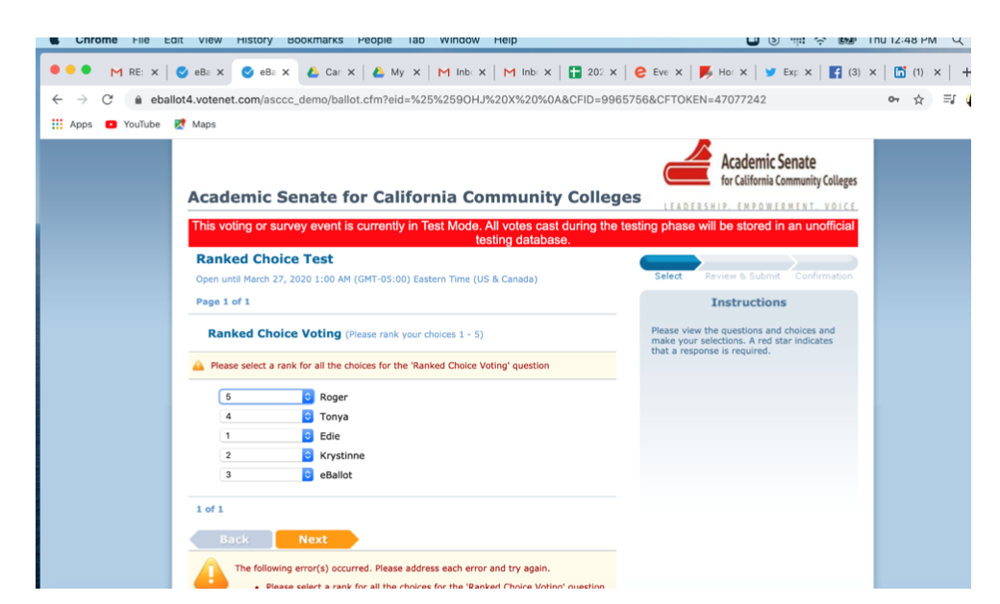 Chrome File Edit View History Bookmarks People Tab Window Help Thu 12:48 PM
RE: eBa eBa Car My Inb Inb 202 Eve Ho Exp (3) (1)
eballot4.votenet.com/asccc_demo/ballot.cfm?eid=%25%259OHJ%20X%20%0A&CFID=9965756&CFTOKEN=47077242
Apps YouTube Maps
Academic Senate
for California Community Colleges
LEADERSHIP. EMPOWERMENT. VOICE.
Academic Senate for California Community Colleges
This voting or survey event is currently in Test Mode. All votes cast during the testing phase will be stored in an unofficial
testing database.
Ranked Choice Test
Open until March 27, 2020 1:00 AM (GMT-05:00) Eastern Time (US & Canada)
Page 1 of 1
Select Review & Submit Confirmation
Instructions
Please view the questions and choices and
make your selections. A red star indicates
that a response is required.
Ranked Choice Voting (Please rank your choices 1 - 5)
Please select a rank for all the choices for the 'Ranked Choice Voting' question
5 Roger
4 Tonya
1 Edie
2 Krystinne
3 eBallot
1 of 1
Back Next
The following error(s) occurred. Please address each error and try again.
• Please select a rank for all the choices for the 'Ranked Choice Voting' question